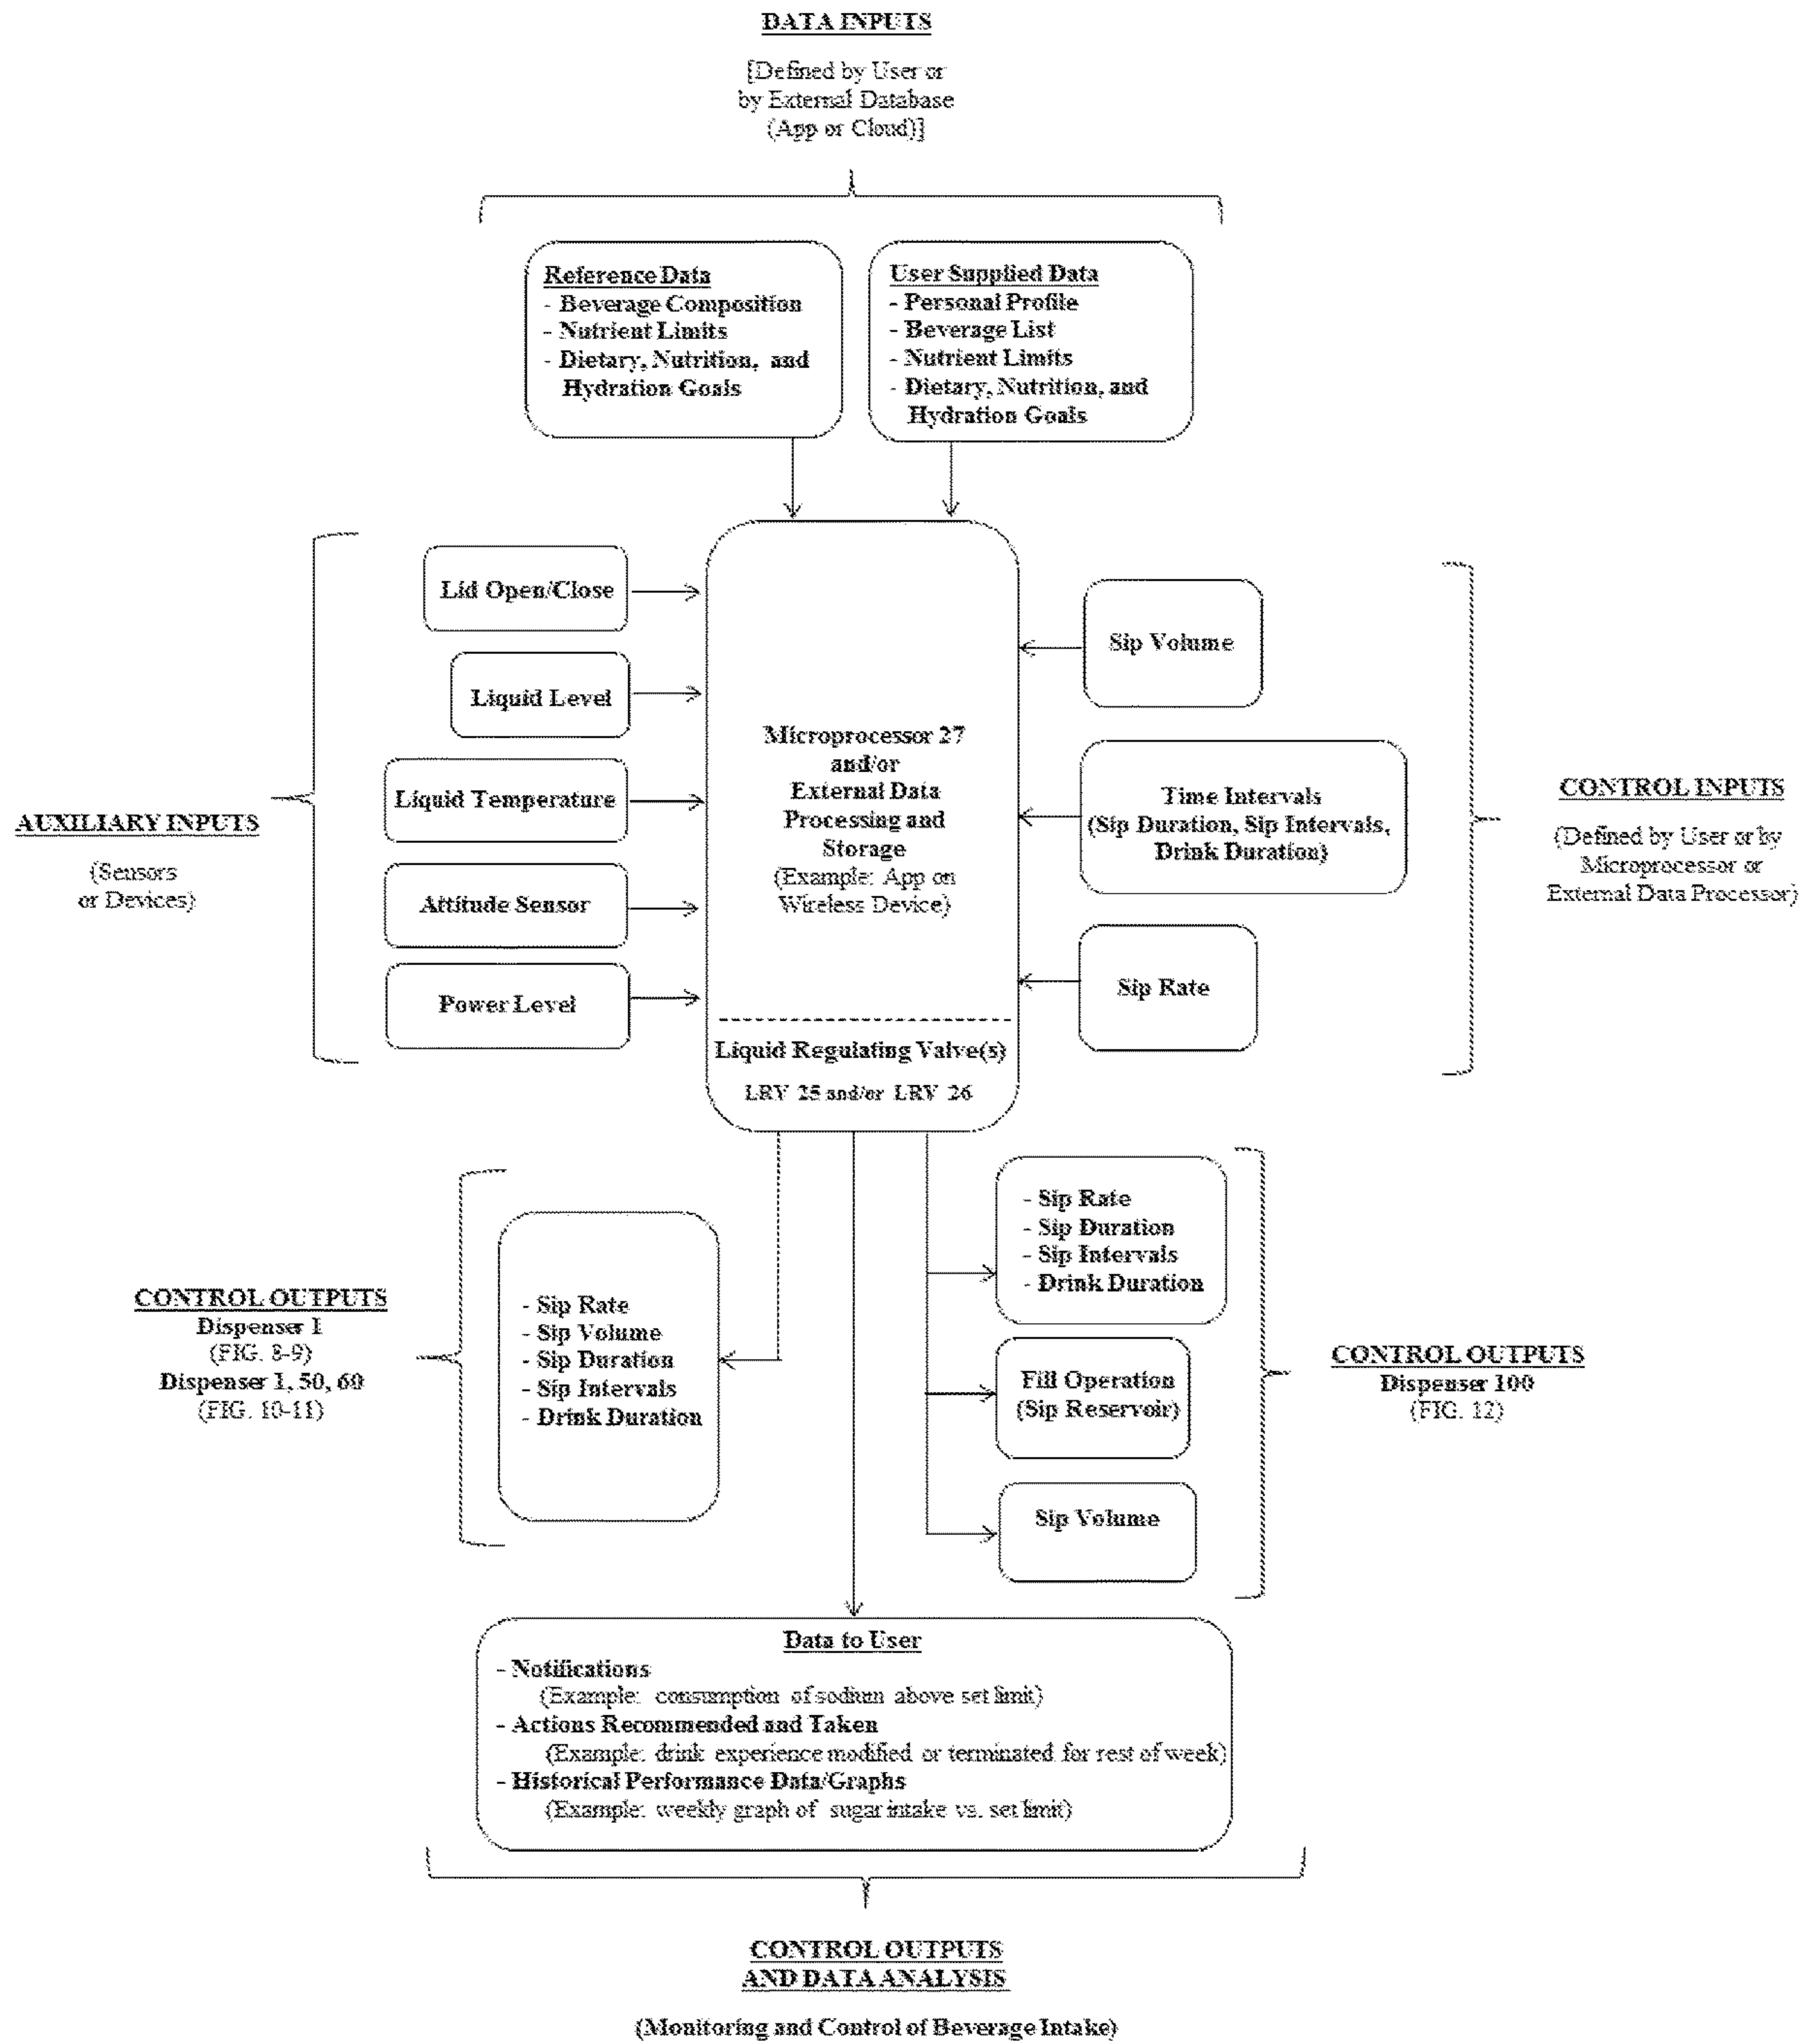 DATA INPUTS
[Defined by User or
by External Database
(App or Cloud)]
Reference Data
- Beverage Composition
- Nutrient Limits
- Dietary, Nutrition, and
Hydration Goals
User Supplied Data
- Personal Profile
- Beverage List
- Nutrient Limits
- Dietary, Nutrition, and
Hydration Goals
AUXILIARY INPUTS
(Sensors
or Devices)
Lid Open/Close
Liquid Level
Liquid Temperature
Attitude Sensor
Power Level
Microprocessor 27
and/or
External Data
Processing and
Storage
(Example: App on
Wireless Device)
Liquid Regulating Valve(s)
LRV 25 and/or LRV 26
Sip Volume
Time Intervals
(Sip Duration, Sip Intervals,
Drink Duration)
Sip Rate
CONTROL INPUTS
(Defined by User or by
Microprocessor or
External Data Processor)
CONTROL OUTPUTS
Dispenser 1
(FIG. 8-9)
Dispenser 1, 50, 60
(FIG. 10-11)
- Sip Rate
- Sip Volume
- Sip Duration
- Sip Intervals
- Drink Duration
- Sip Rate
- Sip Duration
- Sip Intervals
- Drink Duration
Fill Operation
(Sip Reservoir)
Sip Volume
CONTROL OUTPUTS
Dispenser 100
(FIG. 12)
Data to User
- Notifications
(Example: consumption of sodium above set limit)
- Actions Recommended and Taken
(Example: drink experience modified or terminated for rest of week)
- Historical Performance Data/Graphs
(Example: weekly graph of sugar intake vs. set limit)
CONTROL OUTPUTS
AND DATA ANALYSIS
(Monitoring and Control of Beverage Intake)